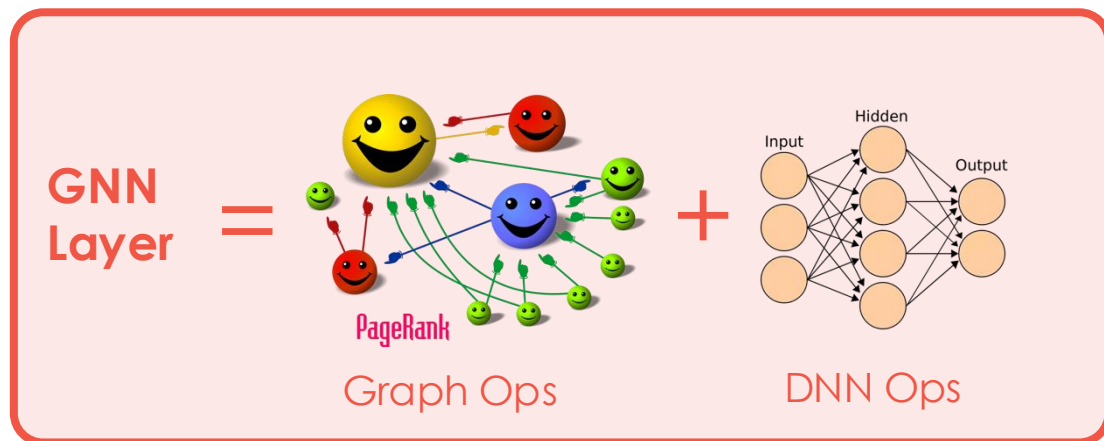 GNN
Layer
=
PageRank
Graph Ops
+
Input
Hidden
Output
DNN Ops